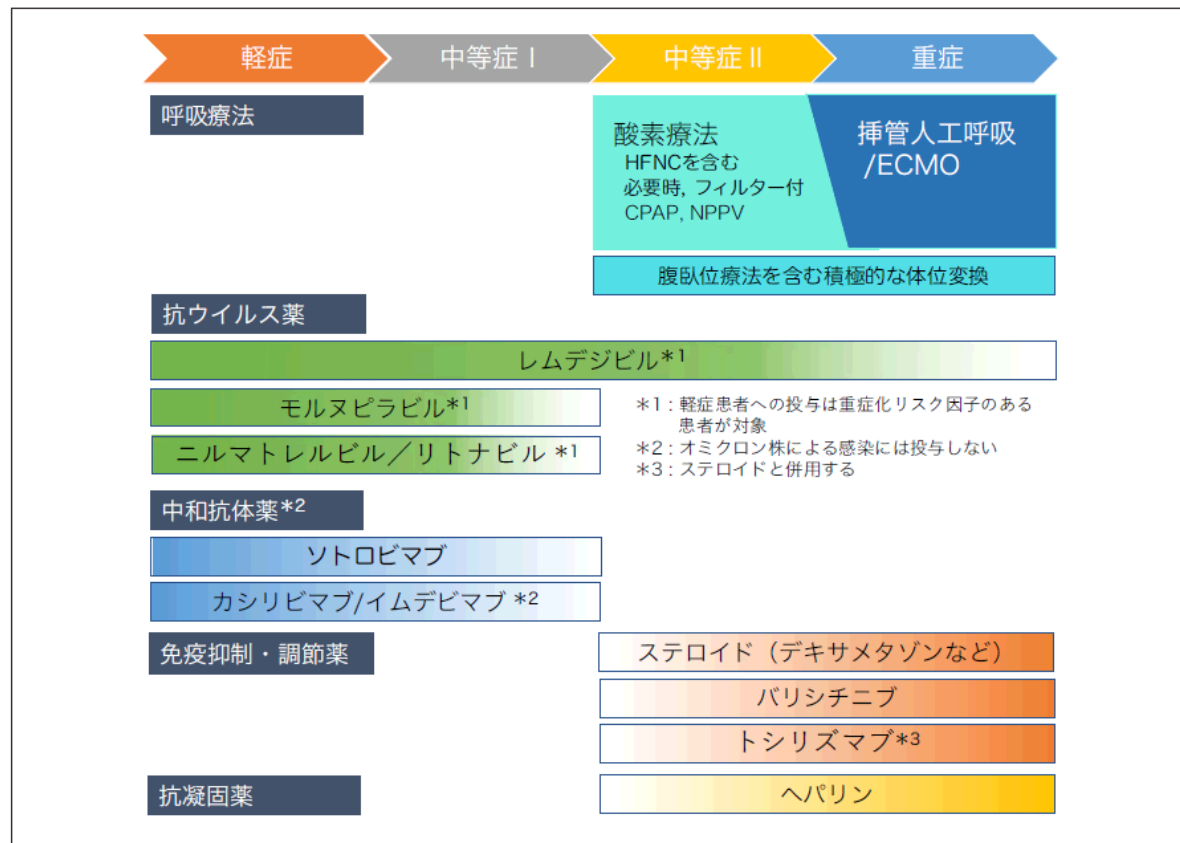 軽症
中等症Ⅰ
中等症Ⅱ
重症
呼吸療法
酸素療法
HFNCを含む
必要時, フィルター付
CPAP, NPPV
挿管人工呼吸
/ECMO
腹臥位療法を含む積極的な体位変換
抗ウイルス薬
レムデジビル*1
モルヌピラビル*1
ニルマトレルビル／リトナビル *1
*1：軽症患者への投与は重症化リスク因子のある
患者が対象
*2：オミクロン株による感染には投与しない
*3：ステロイドと併用する
中和抗体薬*2
ソトロビマブ
カシリビマブ/イムデビマブ *2
免疫抑制・調節薬
ステロイド（デキサメタゾンなど）
バリシチニブ
トシリズマブ*3
抗凝固薬
ヘパリン